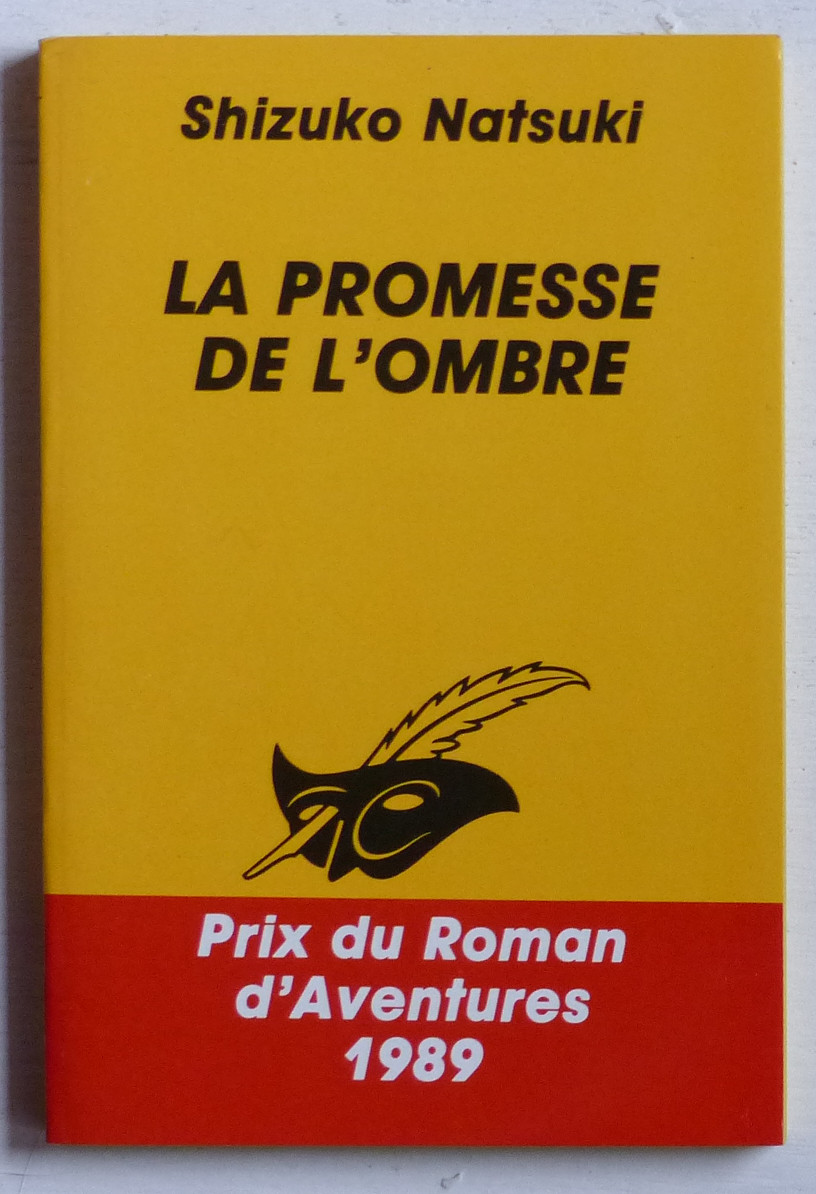 Shizuko Natsuki
LA PROMESSE
DE L'OMBRE
Prix du Roman
d'Aventures
1989